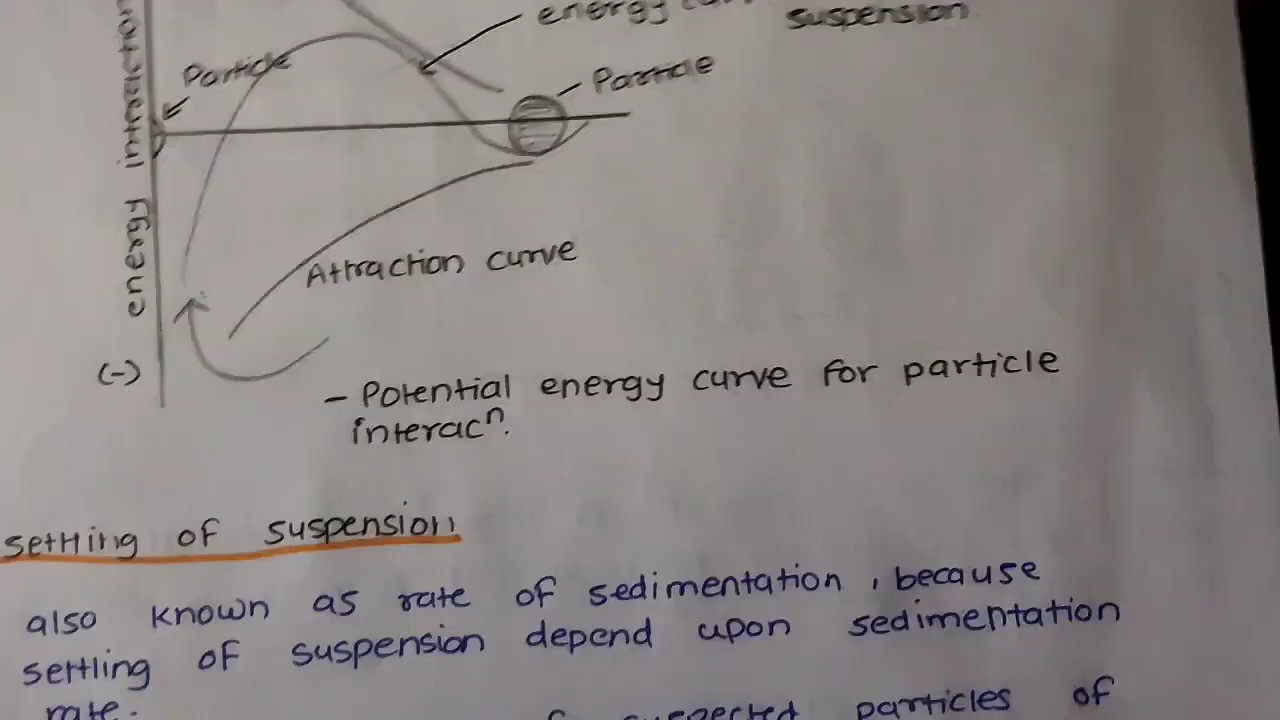 energy
suspension
Particle
Particle
energy
Attraction curve
(-)
- Potential energy curve for particle
interacⁿ.
settling of suspension
also known as rate of sedimentation, because
settling of suspension depend upon sedimentation
rate.
particles of